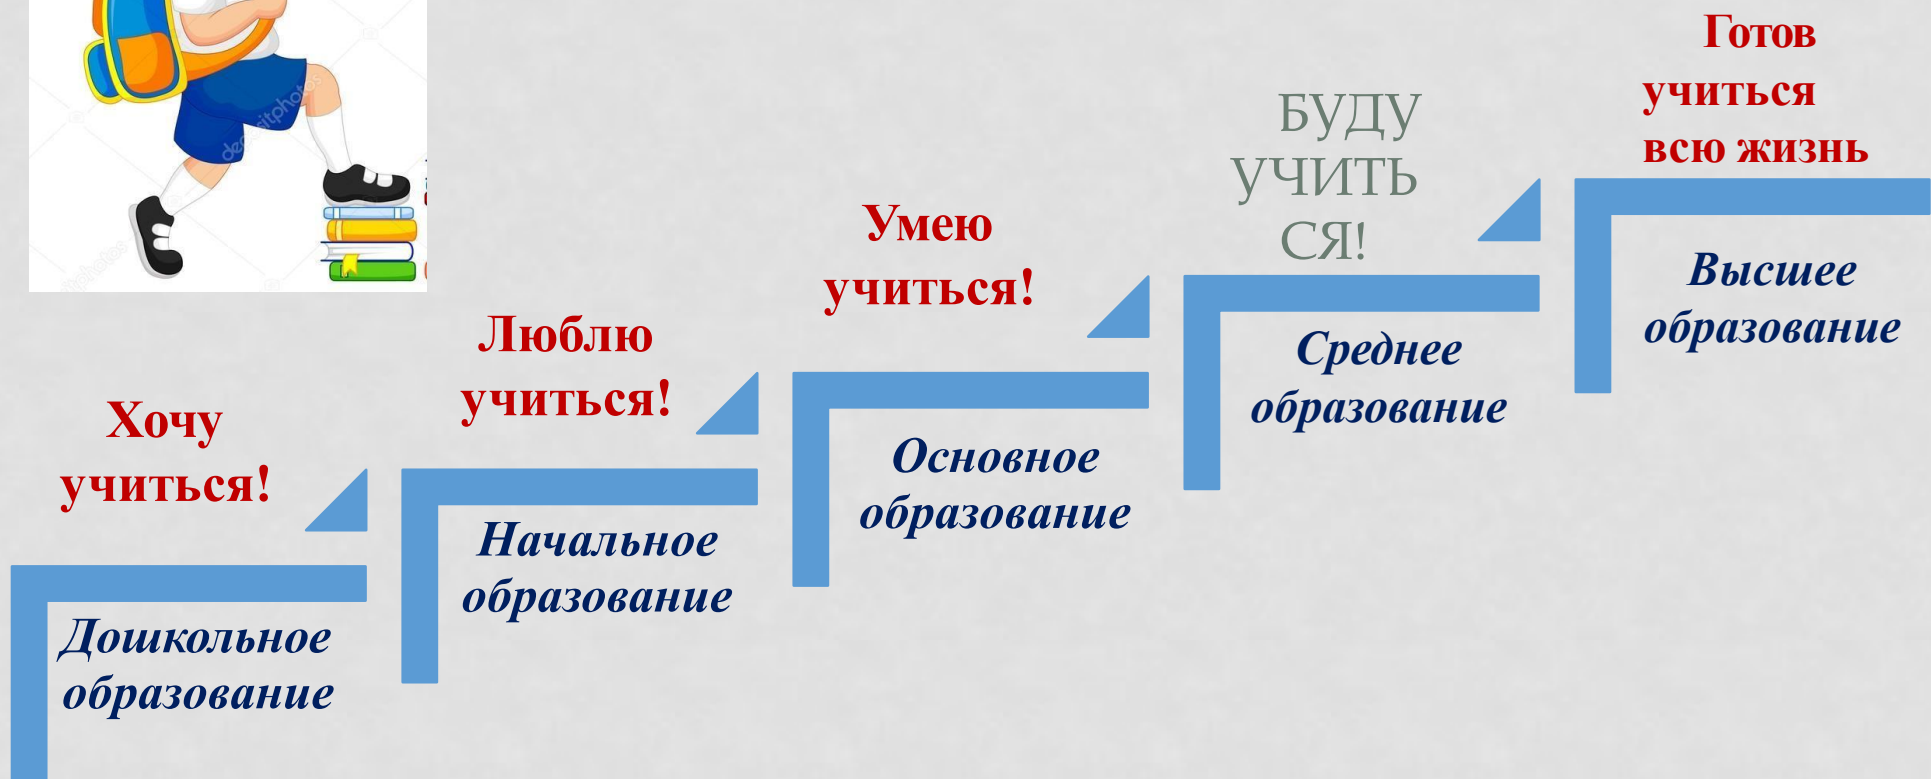 depositphotos
Хочу
учиться!
Дошкольное
образование
Люблю
учиться!
Начальное
образование
Умею
учиться!
Основное
образование
БУДУ
УЧИТЬ
СЯ!
Среднее
образование
Готов
учиться
всю жизнь
Высшее
образование